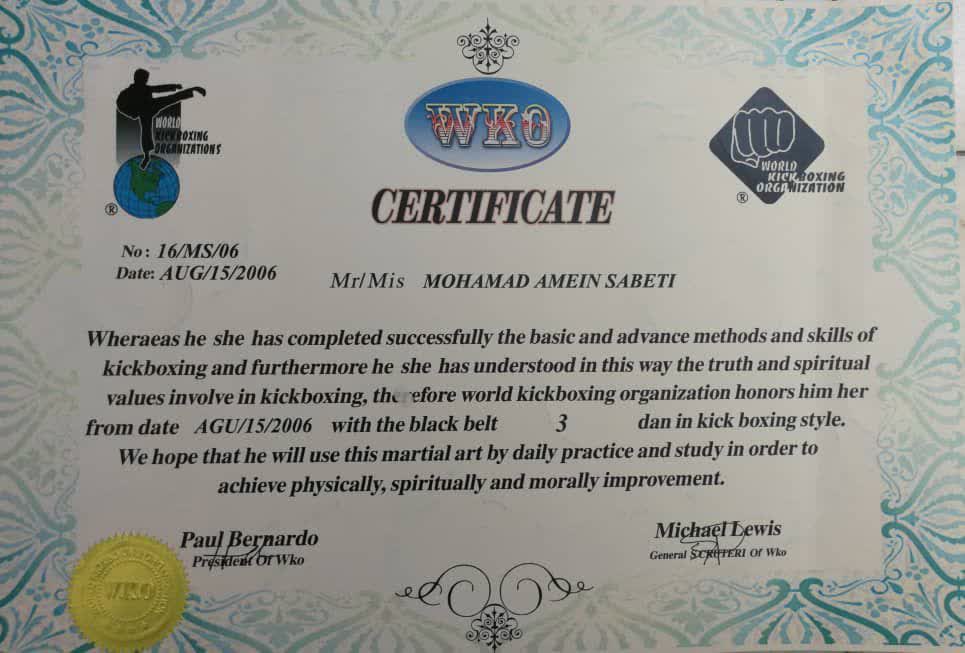 WORLD
KICKBOXING
ORGANIZATIONS
®
WKO
WORLD
KICKBOXING
ORGANIZATION
®
CERTIFICATE
No : 16/MS/06
Date: AUG/15/2006
Mr/Mis MOHAMAD AMEIN SABETI
Wheraeas he she has completed successfully the basic and advance methods and skills of
kickboxing and furthermore he she has understood in this way the truth and spiritual
values involve in kickboxing, therefore world kickboxing organization honors him her
from date AGU/15/2006 with the black belt 3 dan in kick boxing style.
We hope that he will use this martial art by daily practice and study in order to
achieve physically, spiritually and morally improvement.
Paul Bernardo
President Of Wko
Michael Lewis
General SCRUTERI Of Wko
WKO